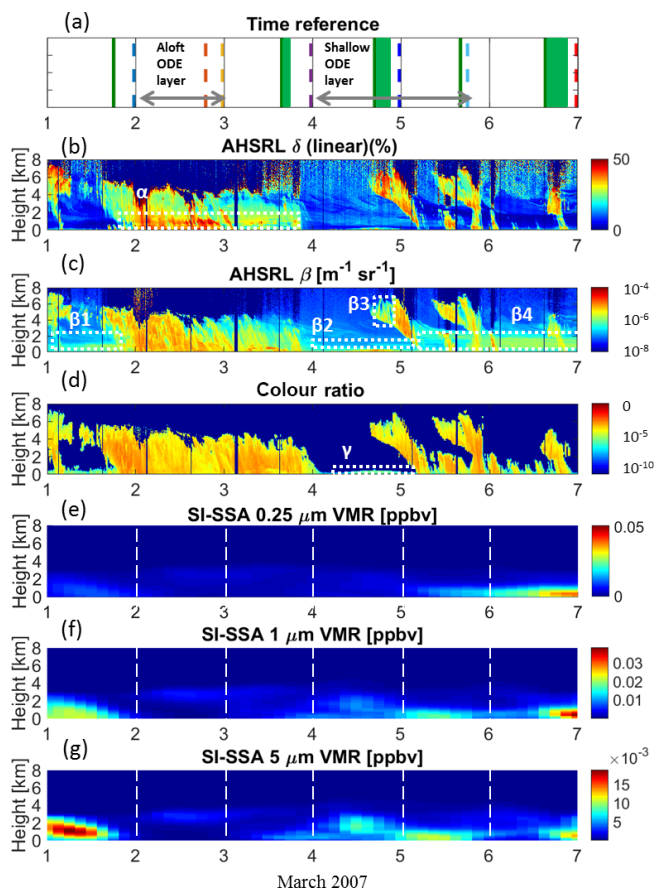 (a) Time reference
Aloft ODE layer
Shallow ODE layer
1 2 3 4 5 6 7
(b) AHSRL δ (linear)(%)
Height [km]
8
6
4
2
0
α
50
0
1 2 3 4 5 6 7
(c) AHSRL β [m⁻¹ sr⁻¹]
Height [km]
8
6
4
2
0
β1 β2 β3 β4
10⁻⁴
10⁻⁶
10⁻⁸
1 2 3 4 5 6 7
(d) Colour ratio
Height [km]
8
6
4
2
0
γ
0
10⁻⁵
10⁻¹⁰
1 2 3 4 5 6 7
(e) SI-SSA 0.25 μm VMR [ppbv]
Height [km]
8
6
4
2
0
0.05
0
1 2 3 4 5 6 7
(f) SI-SSA 1 μm VMR [ppbv]
Height [km]
8
6
4
2
0
0.03
0.02
0.01
1 2 3 4 5 6 7
(g) SI-SSA 5 μm VMR [ppbv]
Height [km]
8
6
4
2
0
× 10⁻³
15
10
5
0
1 2 3 4 5 6 7
March 2007